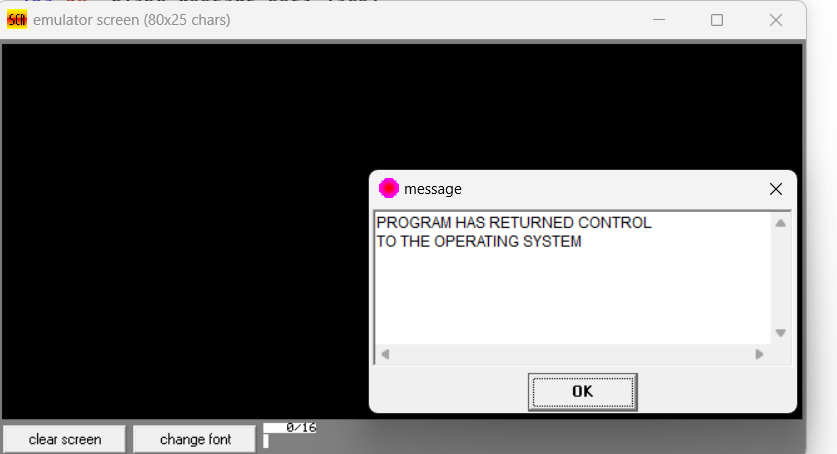 SCR emulator screen (80x25 chars)
message
PROGRAM HAS RETURNED CONTROL
TO THE OPERATING SYSTEM
OK
clear screen change font 0/16